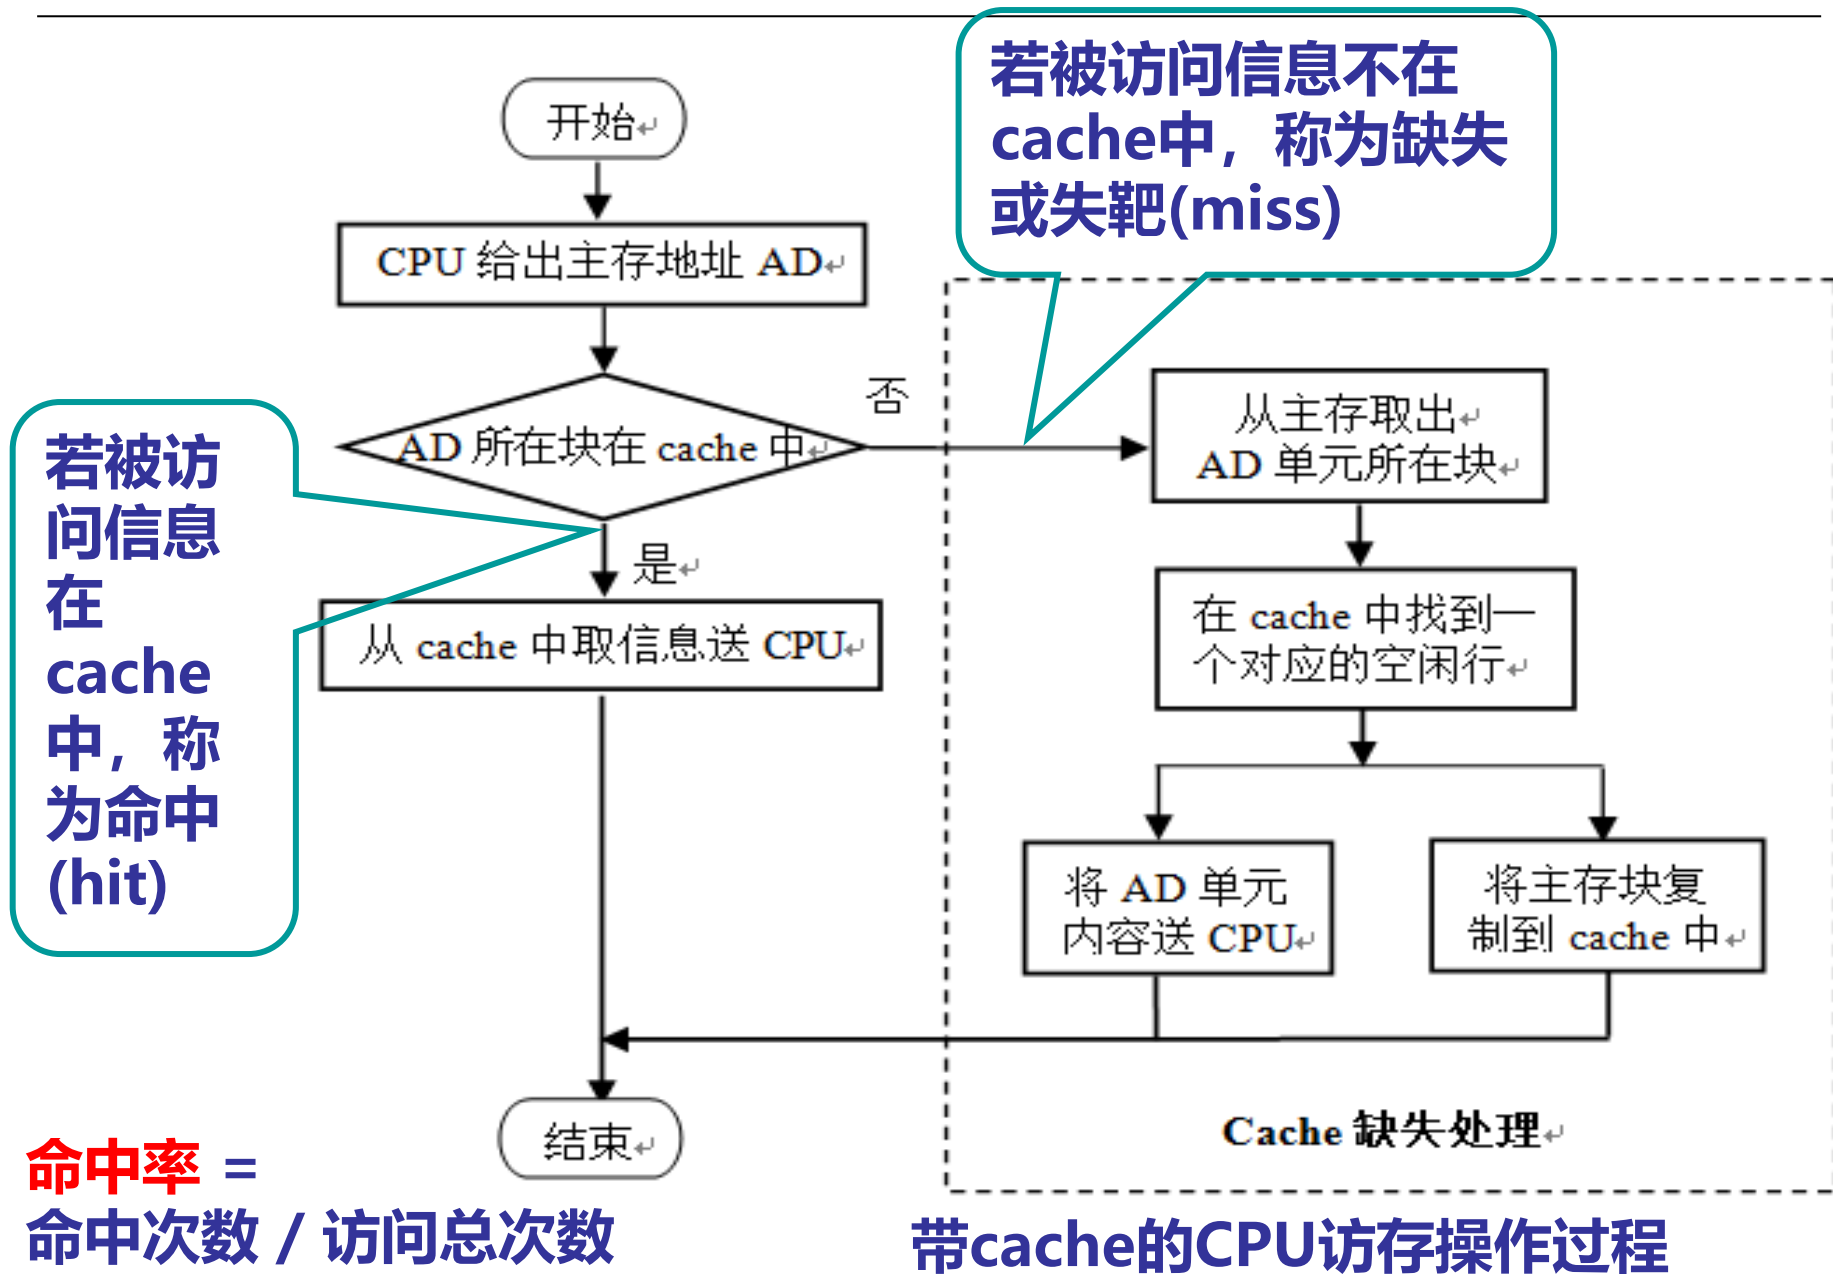 开始
CPU 给出主存地址 AD
AD 所在块在 cache 中
否
是
从 cache 中取信息送 CPU
结束
若被访问信息不在
cache中，称为缺失
或失靶(miss)
若被访
问信息
在
cache
中，称
为命中
(hit)
从主存取出
AD 单元所在块
在 cache 中找到一
个对应的空闲行
将 AD 单元
内容送 CPU
将主存块复
制到 cache 中
Cache 缺失处理
命中率 =
命中次数 / 访问总次数
带cache的CPU访存操作过程